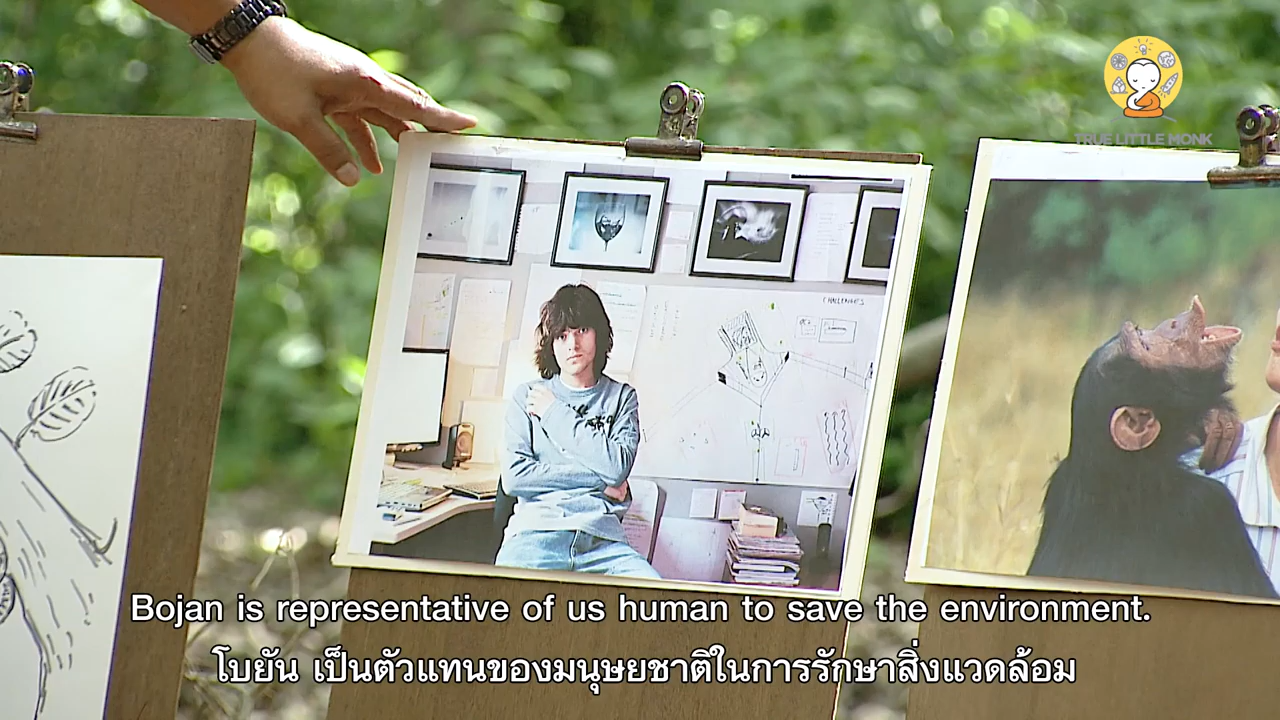 TRUE LITTLE MONK
CHALLENGES
Bojan is representative of us human to save the environment.
โบยัน เป็นตัวแทนของมนุษยชาติในการรักษาสิ่งแวดล้อม